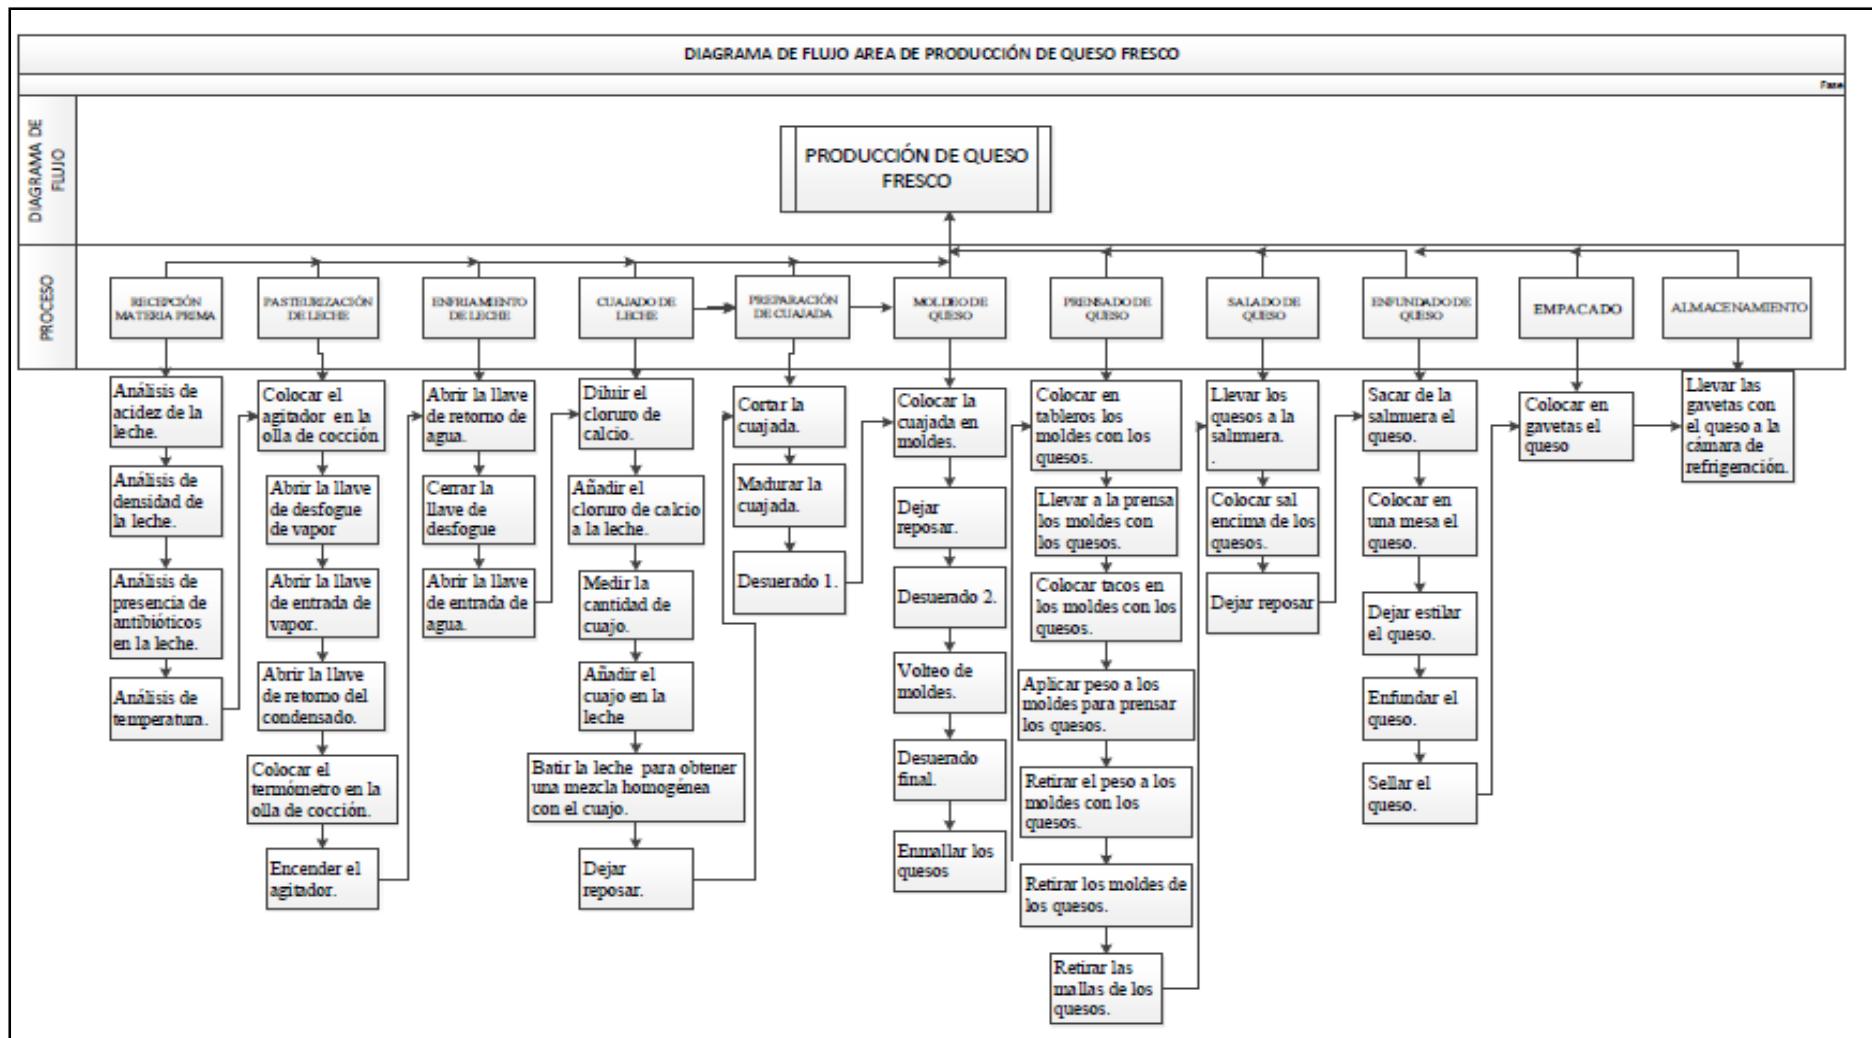 DIAGRAMA DE FLUJO AREA DE PRODUCCIÓN DE QUESO FRESCO
Fase
DIAGRAMA DE
FLUJO
PRODUCCIÓN DE QUESO
FRESCO
PROCESO
RECEPCIÓN
MATERIA PRIMA
PASTEURIZACIÓN
DE LECHE
ENFRIAMIENTO
DE LECHE
CUAJADO DE
LECHE
PREPARACIÓN
DE CUAJADA
MOLDEO DE
QUESO
PRENSADO DE
QUESO
SALADO DE
QUESO
ENFUNDADO DE
QUESO
EMPACADO
ALMACENAMIENTO
Análisis de
acidez de la
leche.
Análisis de
densidad de
la leche.
Análisis de
presencia de
antibióticos
en la leche.
Análisis de
temperatura.
Colocar el
agitador en la
olla de cocción
Abrir la llave
de desfogue
de vapor
Abrir la llave
de entrada de
vapor.
Abrir la llave
de retorno del
condensado.
Colocar el
termómetro en la
olla de cocción.
Encender el
agitador.
Abrir la llave
de retorno de
agua.
Cerrar la
llave de
desfogue
Abrir la llave
de entrada de
agua.
Diluir el
cloruro de
calcio.
Añadir el
cloruro de calcio
a la leche.
Medir la
cantidad de
cuajo.
Añadir el
cuajo en la
leche
Batir la leche para obtener
una mezcla homogénea
con el cuajo.
Dejar
reposar.
Cortar la
cuajada.
Madurar la
cuajada.
Desuerado 1.
Colocar la
cuajada en
moldes.
Dejar
reposar.
Desuerado 2.
Volteo de
moldes.
Desuerado
final.
Enmallar los
quesos
Colocar en
tableros los
moldes con los
quesos.
Llevar a la prensa
los moldes con
los quesos.
Colocar tacos en
los moldes con los
quesos.
Aplicar peso a los
moldes para prensar
los quesos.
Retirar el peso a los
moldes con los
quesos.
Retirar los moldes de
los quesos.
Retirar las
mallas de los
quesos.
Llevar los
quesos a la
salmuera.
.
Colocar sal
encima de los
quesos.
Dejar reposar
Sacar de la
salmuera el
queso.
Colocar en
una mesa el
queso.
Dejar estilar
el queso.
Enfundar el
queso.
Sellar el
queso.
Colocar en
gavetas el
queso
Llevar las
gavetas con
el queso a la
cámara de
refrigeración.